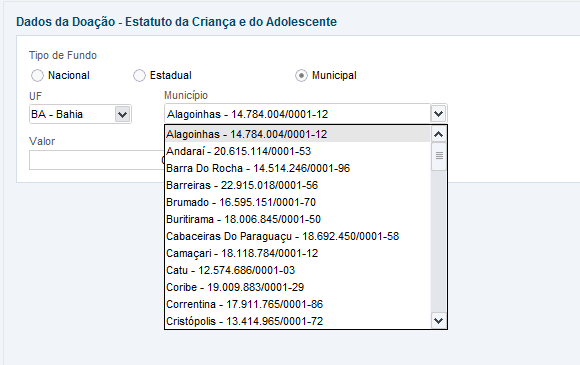 Dados da Doação - Estatuto da Criança e do Adolescente
Tipo de Fundo
Nacional Estadual Municipal
UF Município
BA - Bahia Alagoinhas - 14.784.004/0001-12
Valor
Alagoinhas - 14.784.004/0001-12
Andaraí - 20.615.114/0001-53
Barra Do Rocha - 14.514.246/0001-96
Barreiras - 22.915.018/0001-56
Brumado - 16.595.151/0001-70
Buritirama - 18.006.845/0001-50
Cabaceiras Do Paraguaçu - 18.692.450/0001-58
Camaçari - 18.118.784/0001-12
Catu - 12.574.686/0001-03
Coribe - 19.009.883/0001-29
Correntina - 17.911.765/0001-86
Cristópolis - 13.414.965/0001-72